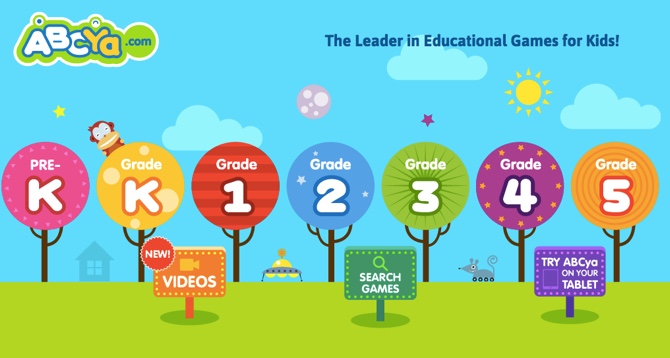 ABCYa.com
The Leader in Educational Games for Kids!
PRE-
K
Grade
K
Grade
1
Grade
2
Grade
3
Grade
4
Grade
5
NEW!
VIDEOS
SEARCH
GAMES
TRY ABCya
ON YOUR
TABLET